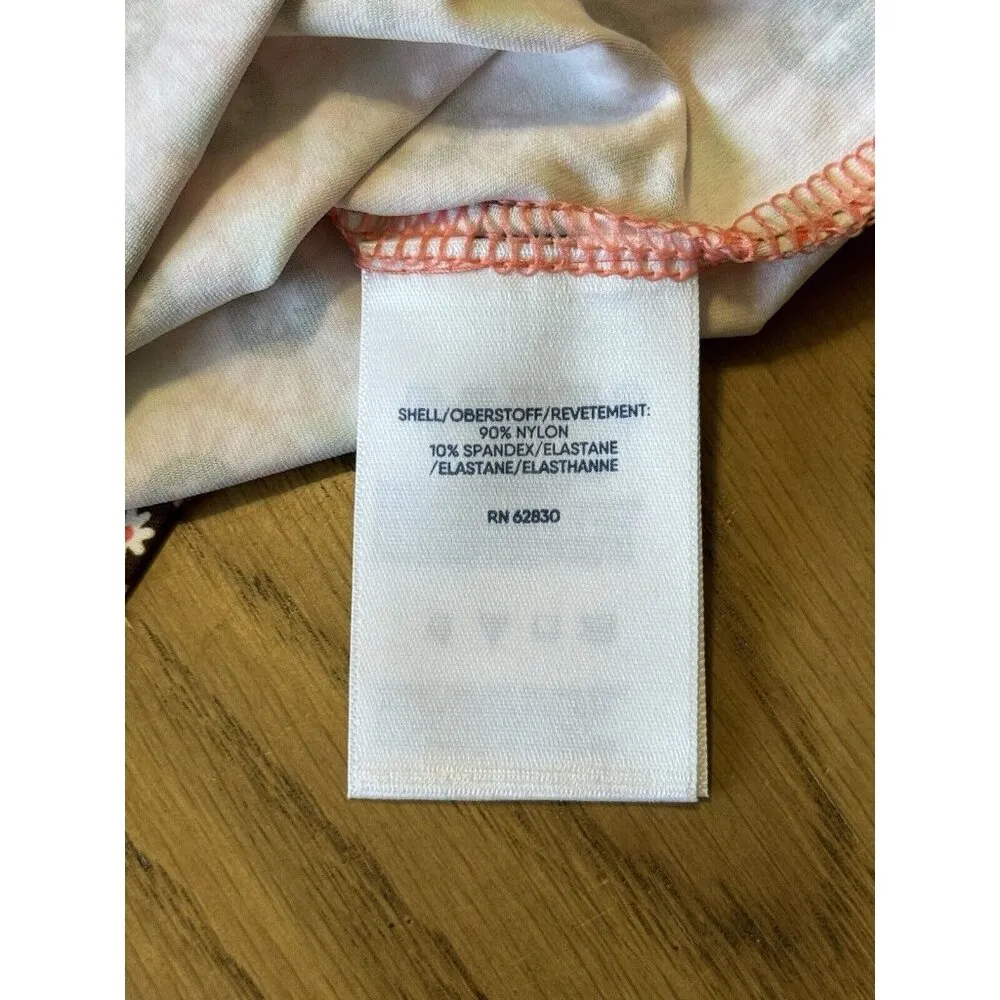 SHELL/OBERSTOFF/REVETEMENT:
90% NYLON
10% SPANDEX/ELASTANE
/ELASTANE/ELASTHANNE
RN 62830